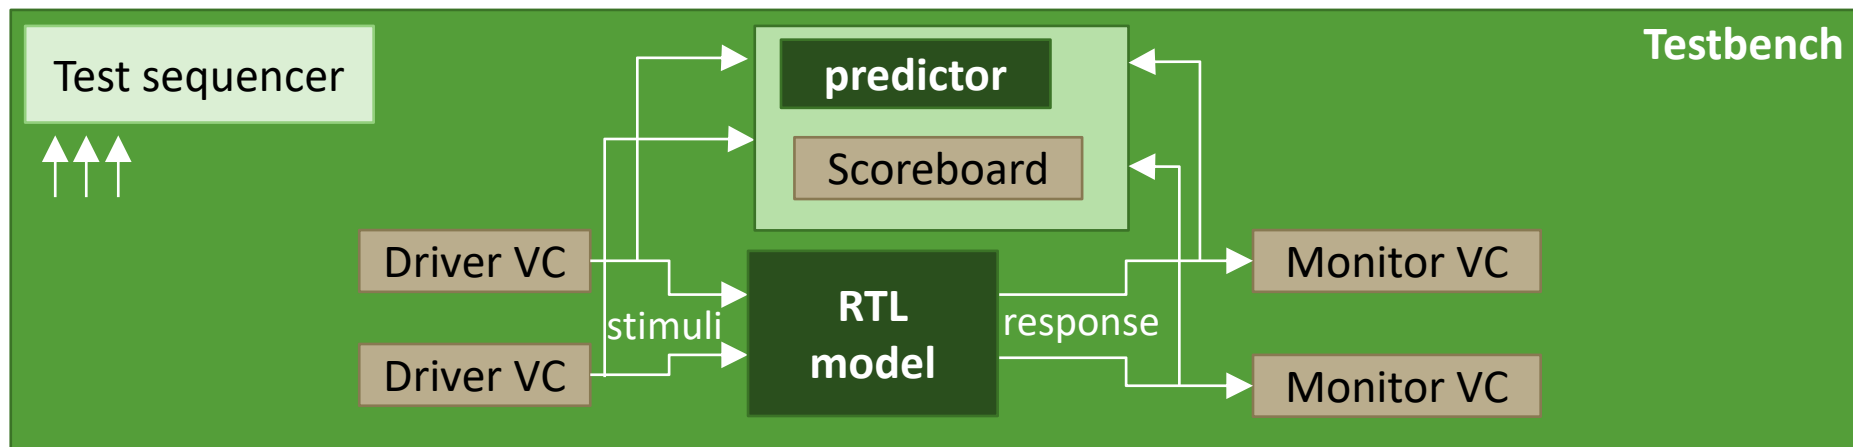 Testbench
Test sequencer
predictor
Scoreboard
Driver VC
Monitor VC
RTL
model
stimuli
response
Driver VC
Monitor VC